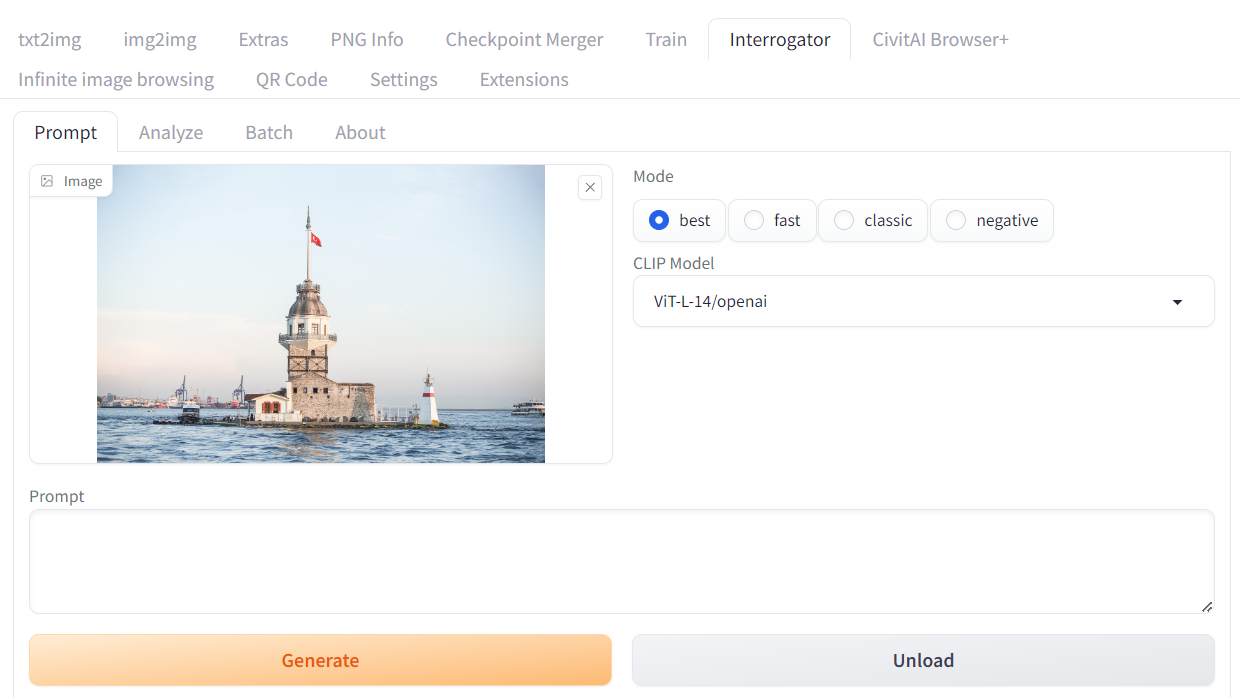 txt2img img2img Extras PNG Info Checkpoint Merger Train Interrogator CivitAI Browser+
Infinite image browsing QR Code Settings Extensions
Prompt Analyze Batch About
Image
Mode
best fast classic negative
CLIP Model
ViT-L-14/openai
Prompt
Generate Unload